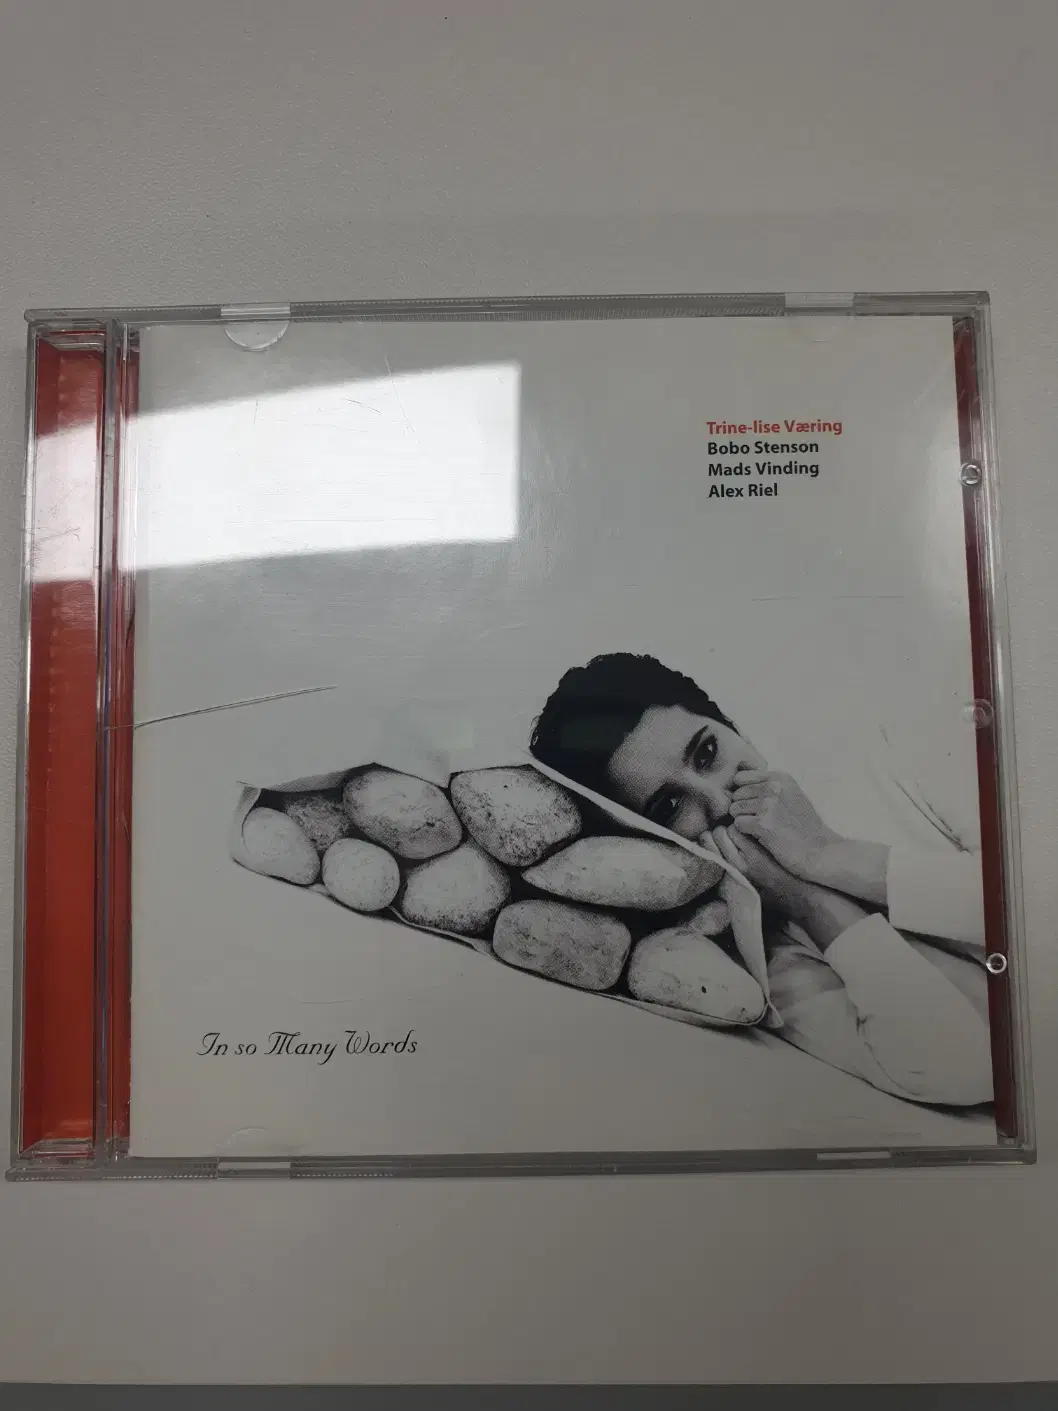 Trine-lise Væring
Bobo Stenson
Mads Vinding
Alex Riel
In so Many Words